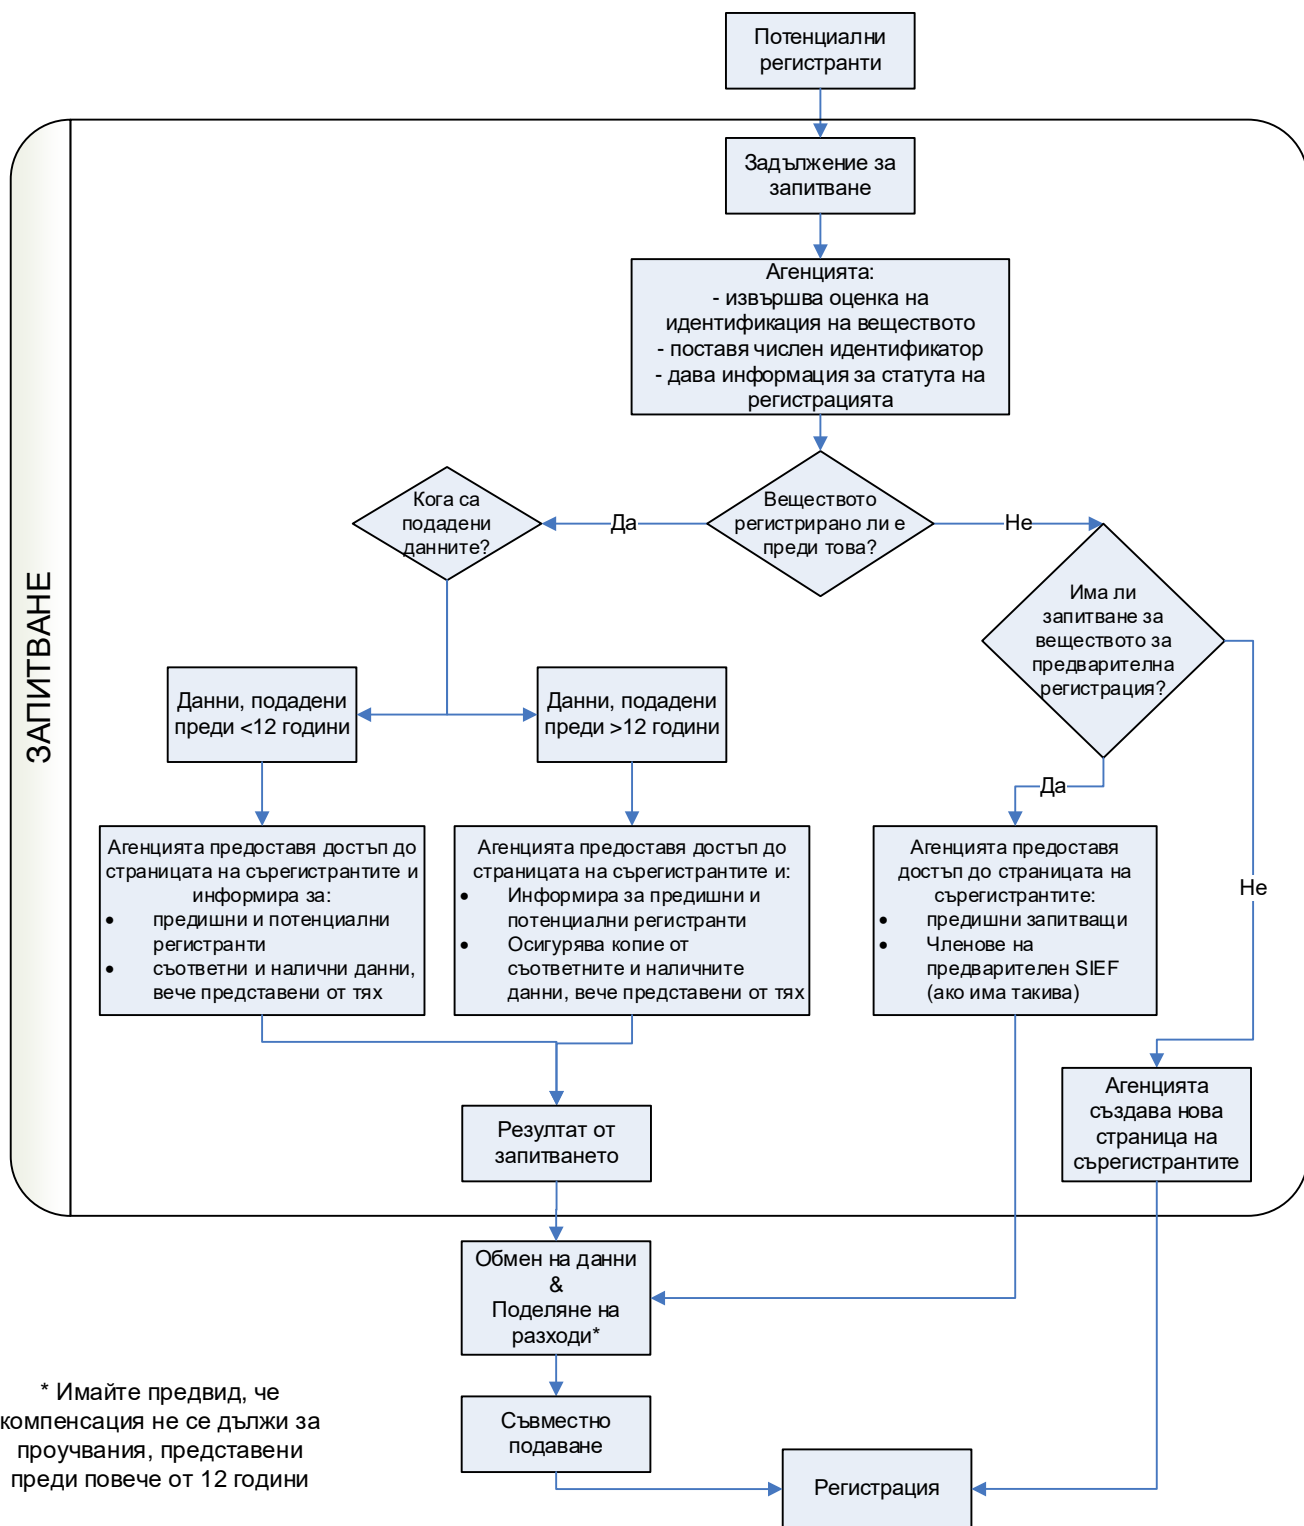 Потенциални
регистранти
ЗАПИТВАНЕ
Задължение за
запитване
Агенцията:
- извършва оценка на
идентификация на веществото
- поставя числен идентификатор
- дава информация за статута на
регистрацията
Кога са
подадени
данните?
Да
Веществото
регистрирано ли е
преди това?
Не
Има ли
запитване за
веществото за
предварителна
регистрация?
Данни, подадени
преди <12 години
Данни, подадени
преди >12 години
Да
Не
Агенцията предоставя достъп до
страницата на сърегистрантите и
информира за:
• предишни и потенциални
регистранти
• съответни и налични данни,
вече представени от тях
Агенцията предоставя достъп до
страницата на сърегистрантите и:
• Информира за предишни и
потенциални регистранти
• Осигурява копие от
съответните и наличните
данни, вече представени от тях
Агенцията предоставя
достъп до страницата на
сърегистрантите:
• предишни запитващи
• Членове на
предварителен SIEF
(ако има такива)
Агенцията
създава нова
страница на
сърегистрантите
Резултат от
запитването
Обмен на данни
&
Поделяне на
разходи*
* Имайте предвид, че
компенсация не се дължи за
проучвания, представени
преди повече от 12 години
Съвместно
подаване
Регистрация